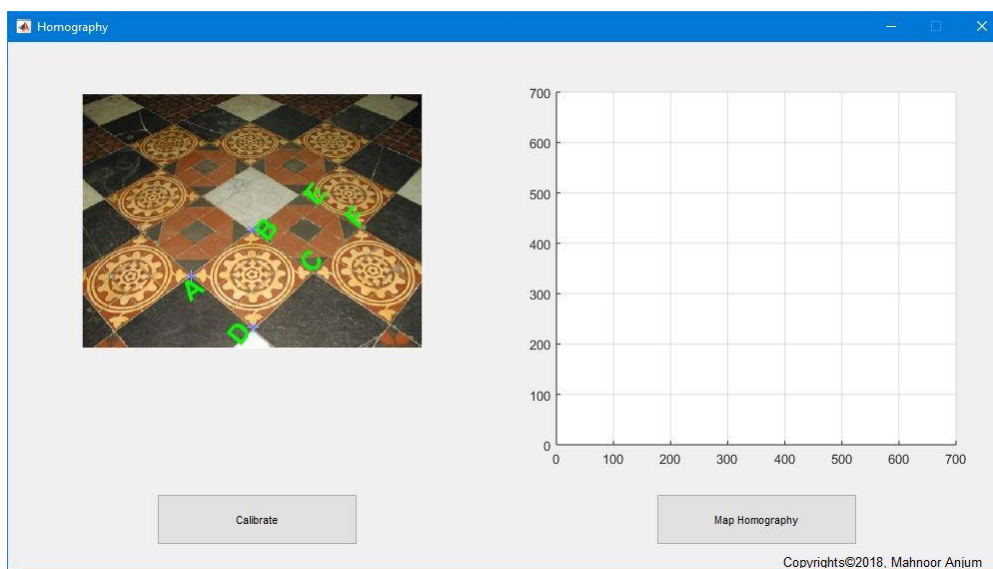 Homography
E
F
B
C
A
D
700
600
500
400
300
200
100
0
0 100 200 300 400 500 600 700
Calibrate
Map Homography
Copyrights©2018, Mahnoor Anjum